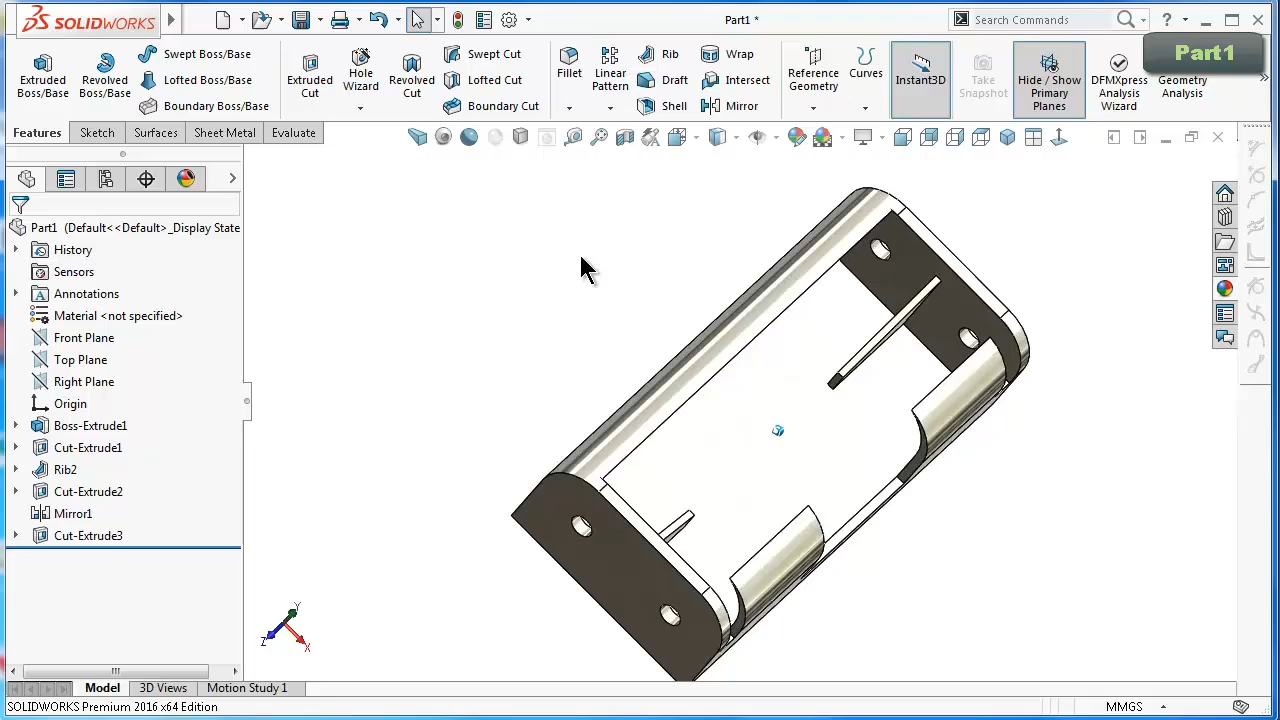 SOLIDWORKS
Part1 *
Search Commands
Part1
Extruded Boss/Base
Revolved Boss/Base
Swept Boss/Base
Lofted Boss/Base
Boundary Boss/Base
Extruded Cut
Hole Wizard
Revolved Cut
Swept Cut
Lofted Cut
Boundary Cut
Fillet
Linear Pattern
Rib
Draft
Shell
Wrap
Intersect
Mirror
Reference Geometry
Curves
Instant3D
Take Snapshot
Hide / Show Primary Planes
DFMXpress Analysis Wizard
Geometry Analysis
Features
Sketch
Surfaces
Sheet Metal
Evaluate
Part1 (Default<<Default>_Display State
History
Sensors
Annotations
Material <not specified>
Front Plane
Top Plane
Right Plane
Origin
Boss-Extrude1
Cut-Extrude1
Rib2
Cut-Extrude2
Mirror1
Cut-Extrude3
Y
Z
X
Model
3D Views
Motion Study 1
SOLIDWORKS Premium 2016 x64 Edition
MMGS